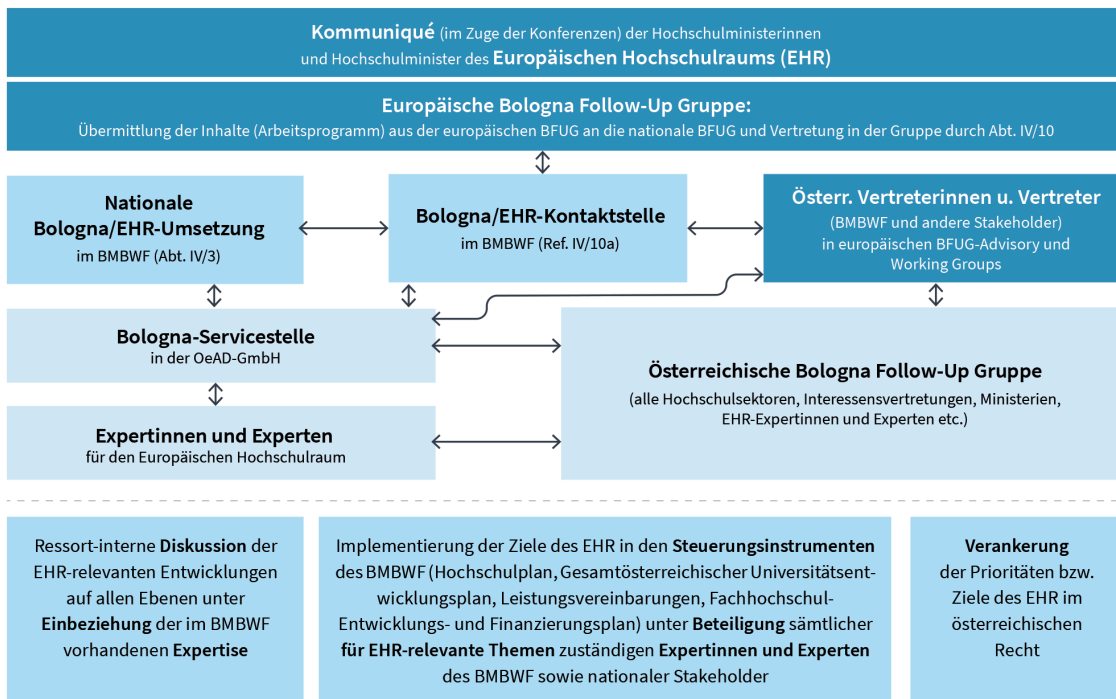 Kommuniqué (im Zuge der Konferenzen) der Hochschulministerinnen
und Hochschulminister des Europäischen Hochschulraums (EHR)
Europäische Bologna Follow-Up Gruppe:
Übermittlung der Inhalte (Arbeitsprogramm) aus der europäischen BFUG an die nationale BFUG und Vertretung in der Gruppe durch Abt. IV/10
Nationale
Bologna/EHR-Umsetzung
im BMBWF (Abt. IV/3)
Bologna/EHR-Kontaktstelle
im BMBWF (Ref. IV/10a)
Österr. Vertreterinnen u. Vertreter
(BMBWF und andere Stakeholder)
in europäischen BFUG-Advisory und
Working Groups
Bologna-Servicestelle
in der OeAD-GmbH
Österreichische Bologna Follow-Up Gruppe
(alle Hochschulsektoren, Interessensvertretungen, Ministerien,
EHR-Expertinnen und Experten etc.)
Expertinnen und Experten
für den Europäischen Hochschulraum
Ressort-interne Diskussion der
EHR-relevanten Entwicklungen
auf allen Ebenen unter
Einbeziehung der im BMBWF
vorhandenen Expertise
Implementierung der Ziele des EHR in den Steuerungsinstrumenten
des BMBWF (Hochschulplan, Gesamtösterreichischer Universitätsent-
wicklungsplan, Leistungsvereinbarungen, Fachhochschul-
Entwicklungs- und Finanzierungsplan) unter Beteiligung sämtlicher
für EHR-relevante Themen zuständigen Expertinnen und Experten
des BMBWF sowie nationaler Stakeholder
Verankerung
der Prioritäten bzw.
Ziele des EHR im
österreichischen
Recht